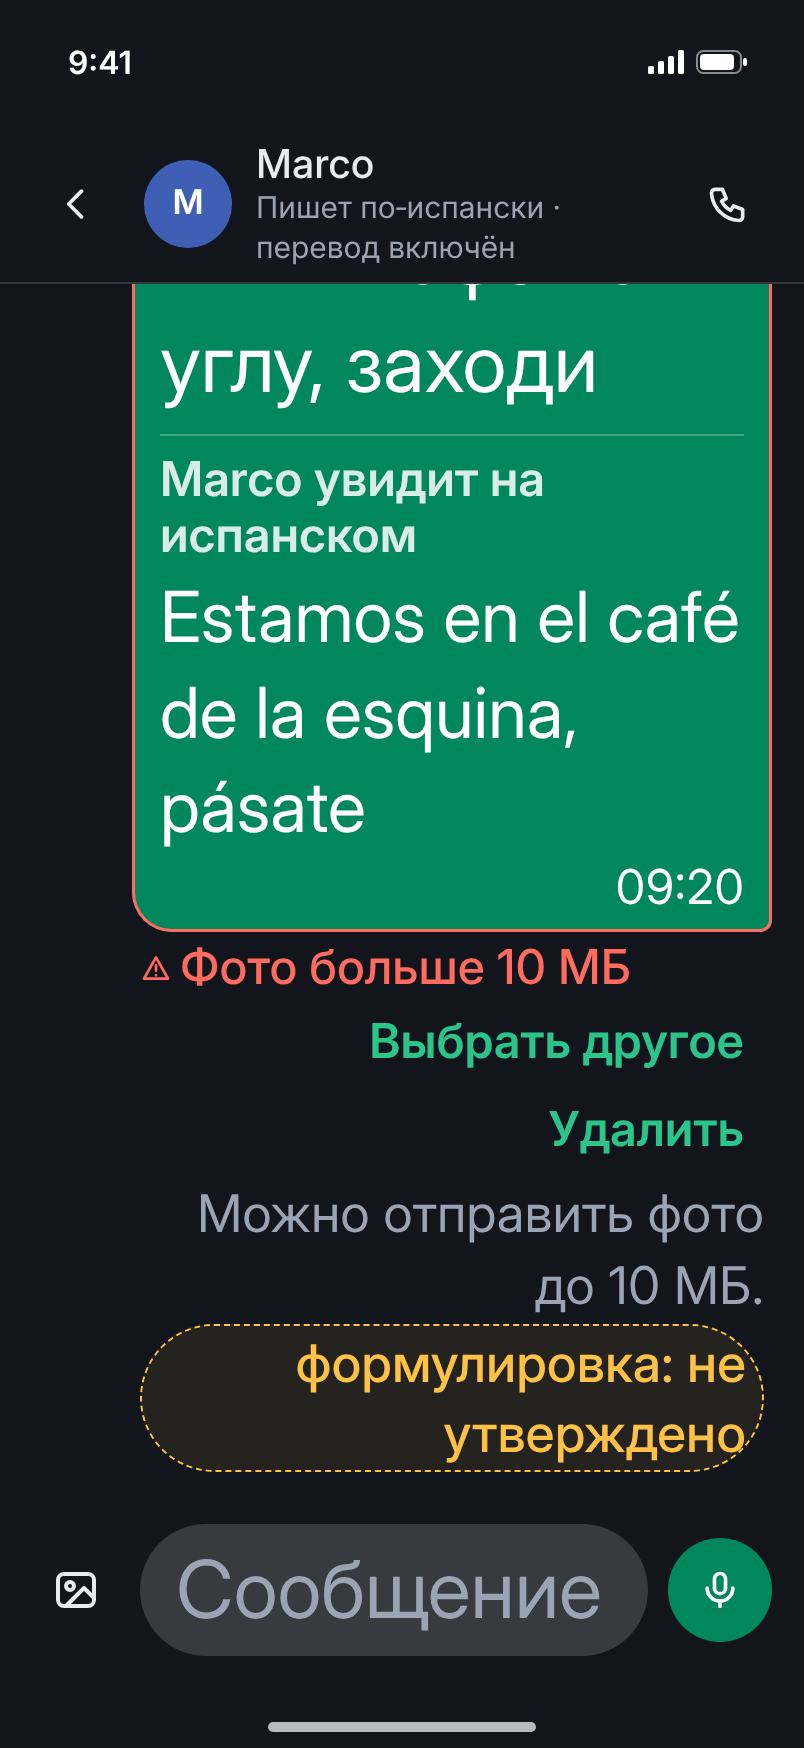 9:41
M
Marco
Пишет по-испански ·
перевод включён
углу, заходи
Marco увидит на
испанском
Estamos en el café
de la esquina,
pásate
09:20
Фото больше 10 МБ
Выбрать другое
Удалить
Можно отправить фото
до 10 МБ.
формулировка: не
утверждено
Сообщение